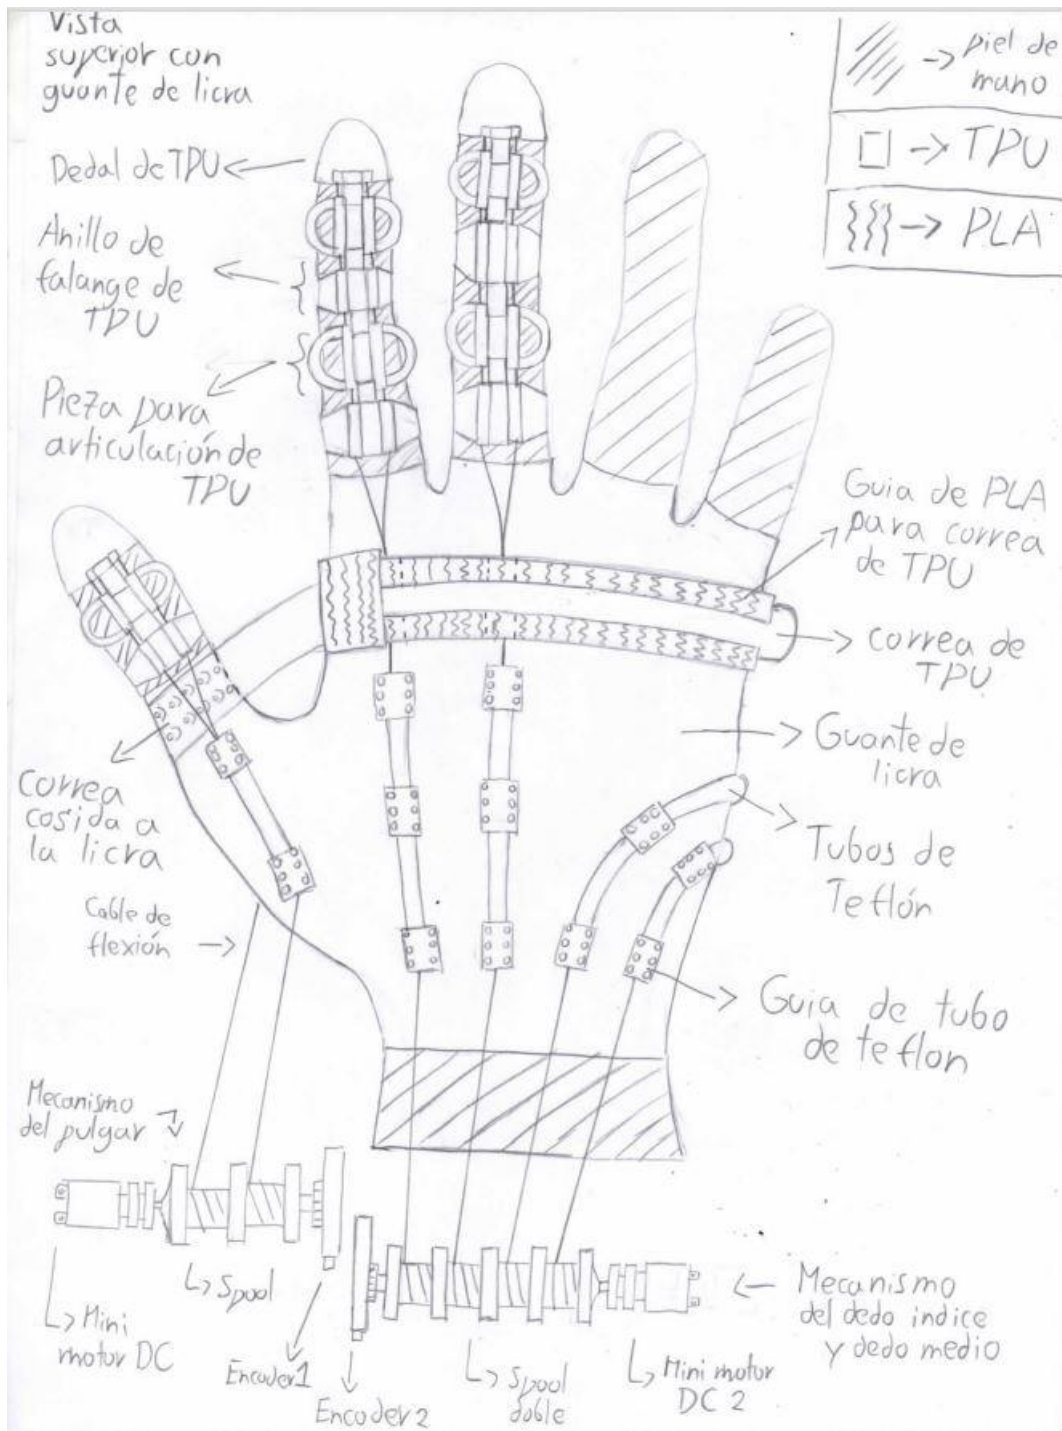 Vista
superior con
guante de licra
piel de
mano
TPU
PLA
Dedal de TPU
Anillo de
falange de
TPU
Pieza para
articulación de
TPU
Guia de PLA
para correa
de TPU
correa de
TPU
Guante de
licra
Correa
cosida a
la licra
Tubos de
Teflón
Cable de
flexión
Guia de tubo
de teflon
Mecanismo
del pulgar
Spool
Mini
motor DC
Encoder1
Encoder2
Spool
doble
Mini motor
DC 2
Mecanismo
del dedo indice
y dedo medio